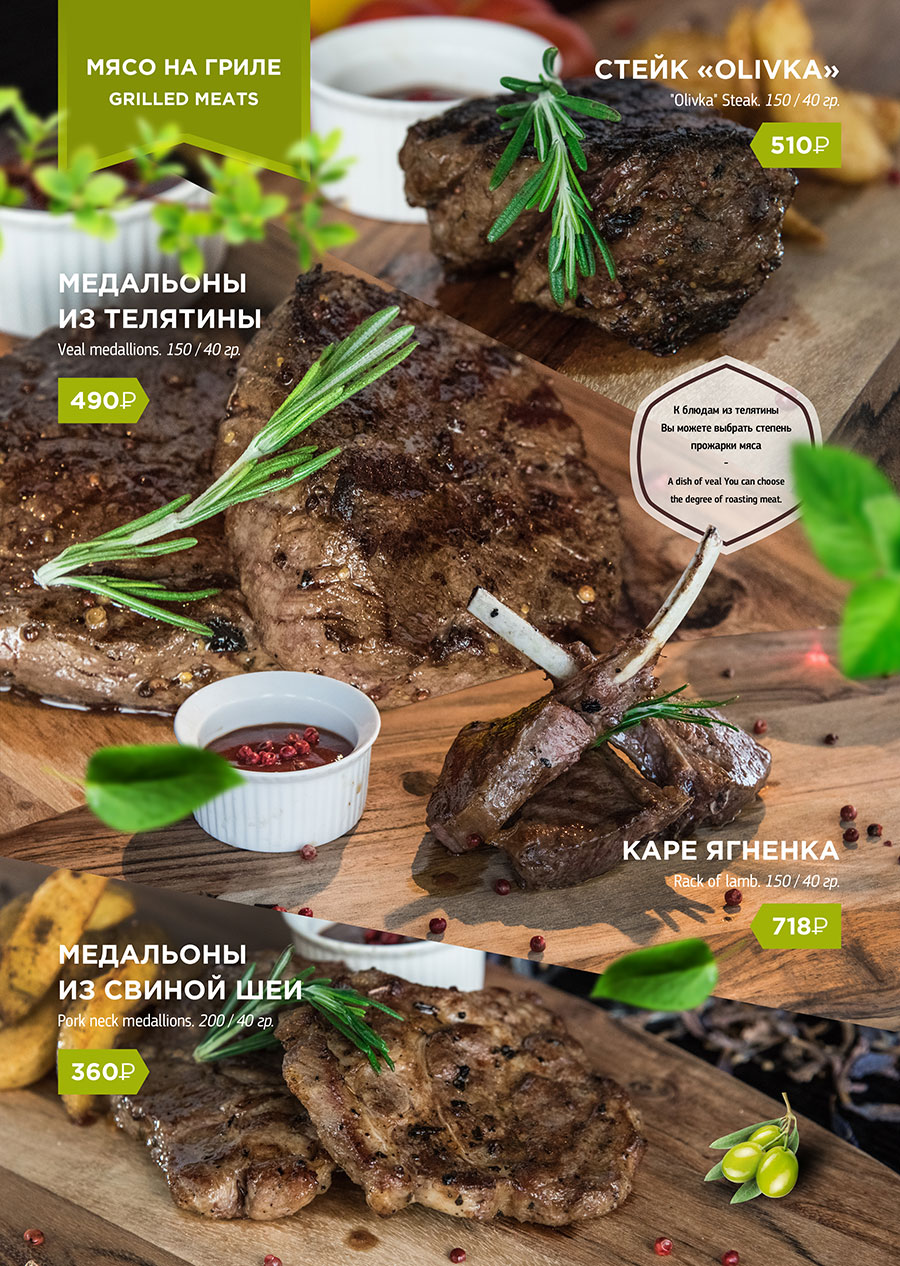 МЯСО НА ГРИЛЕ
GRILLED MEATS
СТЕЙК «OLIVKA»
"Olivka" Steak. 150 / 40 гр.
510₽
МЕДАЛЬОНЫ
ИЗ ТЕЛЯТИНЫ
Veal medallions. 150 / 40 гр.
490₽
К блюдам из телятины
Вы можете выбрать степень
прожарки мяса
-
A dish of veal You can choose
the degree of roasting meat.
КАРЕ ЯГНЕНКА
Rack of lamb. 150 / 40 гр.
718₽
МЕДАЛЬОНЫ
ИЗ СВИНОЙ ШЕИ
Pork neck medallions. 200 / 40 гр.
360₽